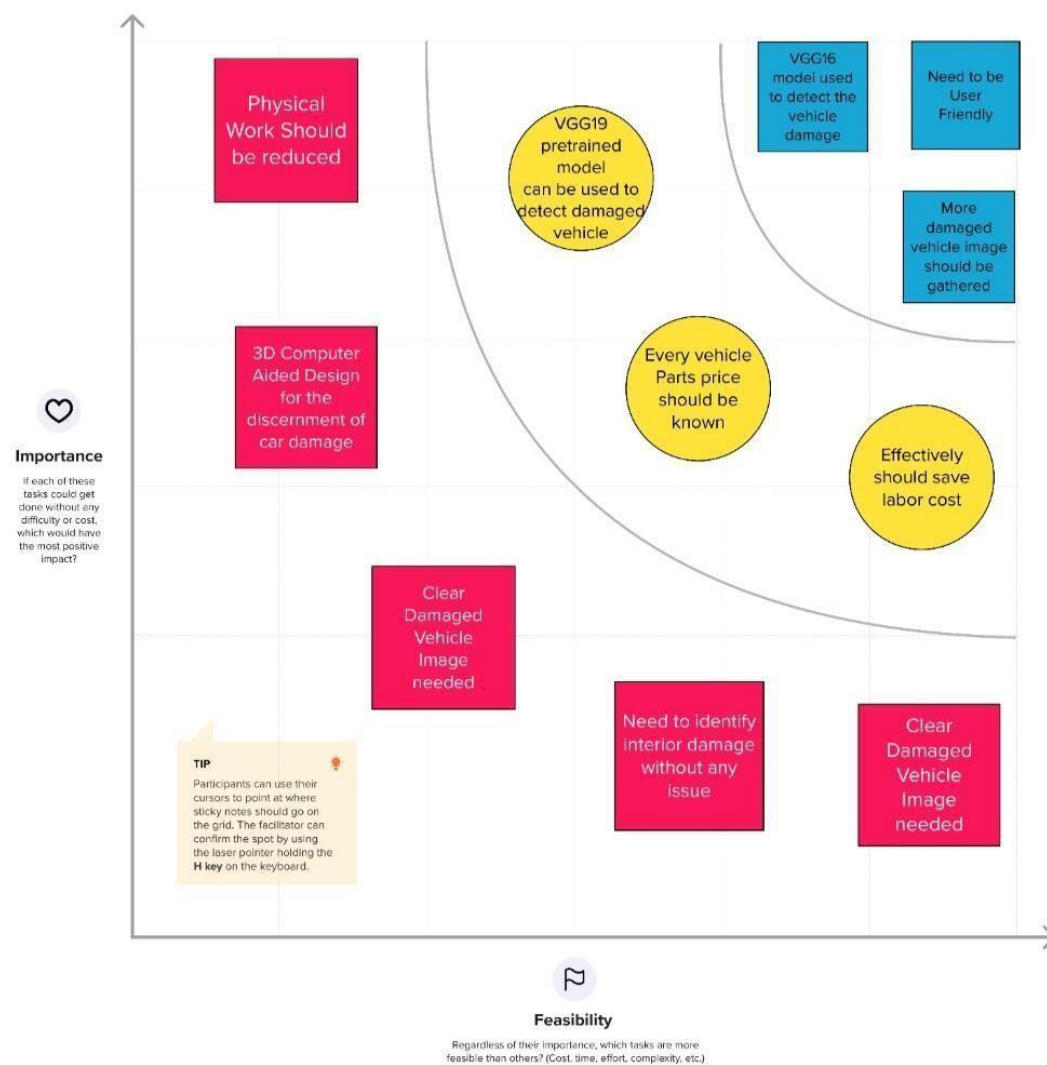 Physical
Work Should
be reduced
VGG19
pretrained
model
can be used to
detect damaged
vehicle
VGG16
model used
to detect the
vehicle
damage
Need to be
User
Friendly
More
damaged
vehicle image
should be
gathered
3D Computer
Aided Design
for the
discernment of
car damage
Every vehicle
Parts price
should be
known
Effectively
should save
labor cost
Importance
If each of these
tasks could get
done without any
difficulty or cost,
which would have
the most positive
impact?
Clear
Damaged
Vehicle
Image
needed
Need to identify
interior damage
without any
issue
Clear
Damaged
Vehicle
Image
needed
TIP
Participants can use their
cursors to point at where
sticky notes should go on
the grid. The facilitator can
confirm the spot by using
the laser pointer holding the
H key on the keyboard.
Feasibility
Regardless of their importance, which tasks are more
feasible than others? (Cost, time, effort, complexity, etc.)